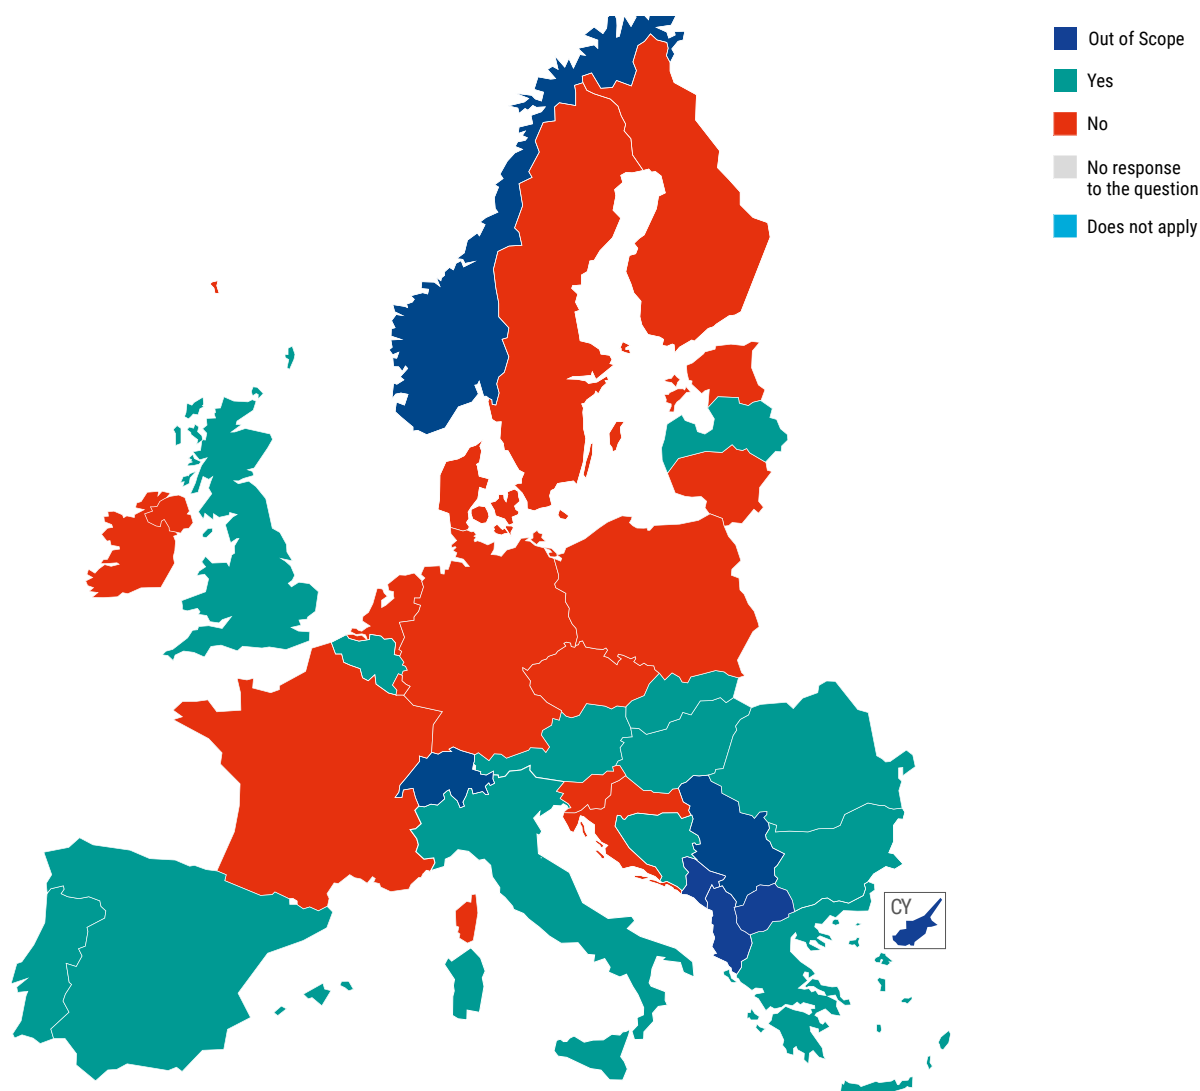 Out of Scope
Yes
No
No response
to the question
Does not apply
CY